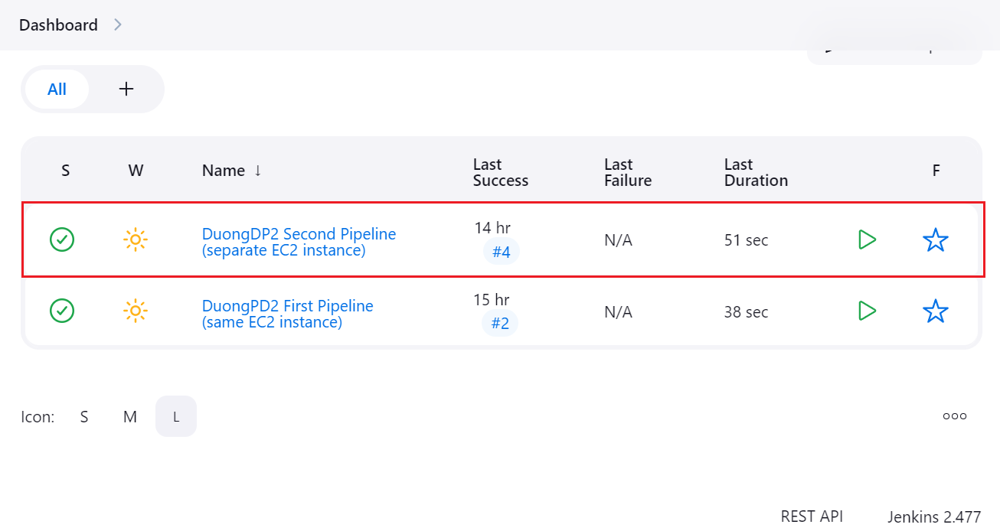 Dashboard
All +
S W Name ↓ Last Success Last Failure Last Duration F
DuongDP2 Second Pipeline
(separate EC2 instance)
14 hr
#4
N/A
51 sec
DuongPD2 First Pipeline
(same EC2 instance)
15 hr
#2
N/A
38 sec
Icon: S M L
REST API Jenkins 2.477